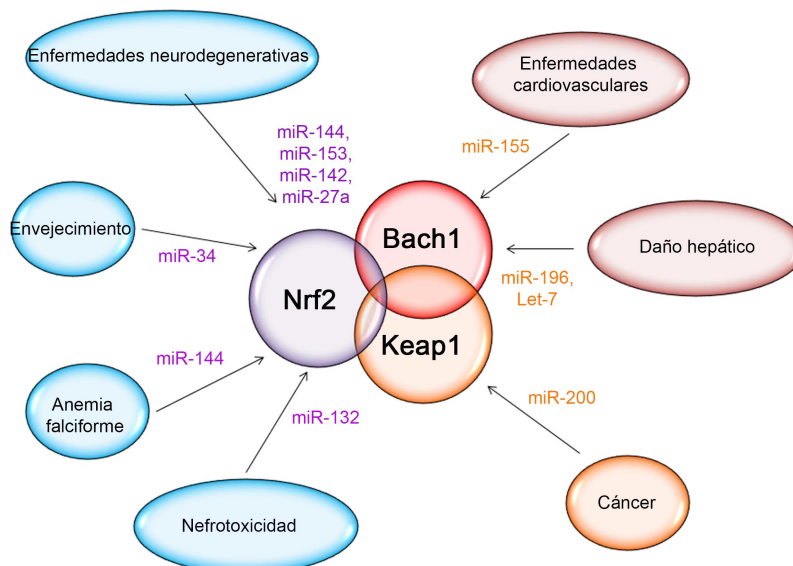 Enfermedades neurodegenerativas
Enfermedades
cardiovasculares
miR-144,
miR-153,
miR-142,
miR-27a
miR-155
Envejecimiento
miR-34
Bach1
Daño hepático
miR-196,
Let-7
Nrf2
Keap1
miR-144
Anemia
falciforme
miR-132
miR-200
Nefrotoxicidad
Cáncer